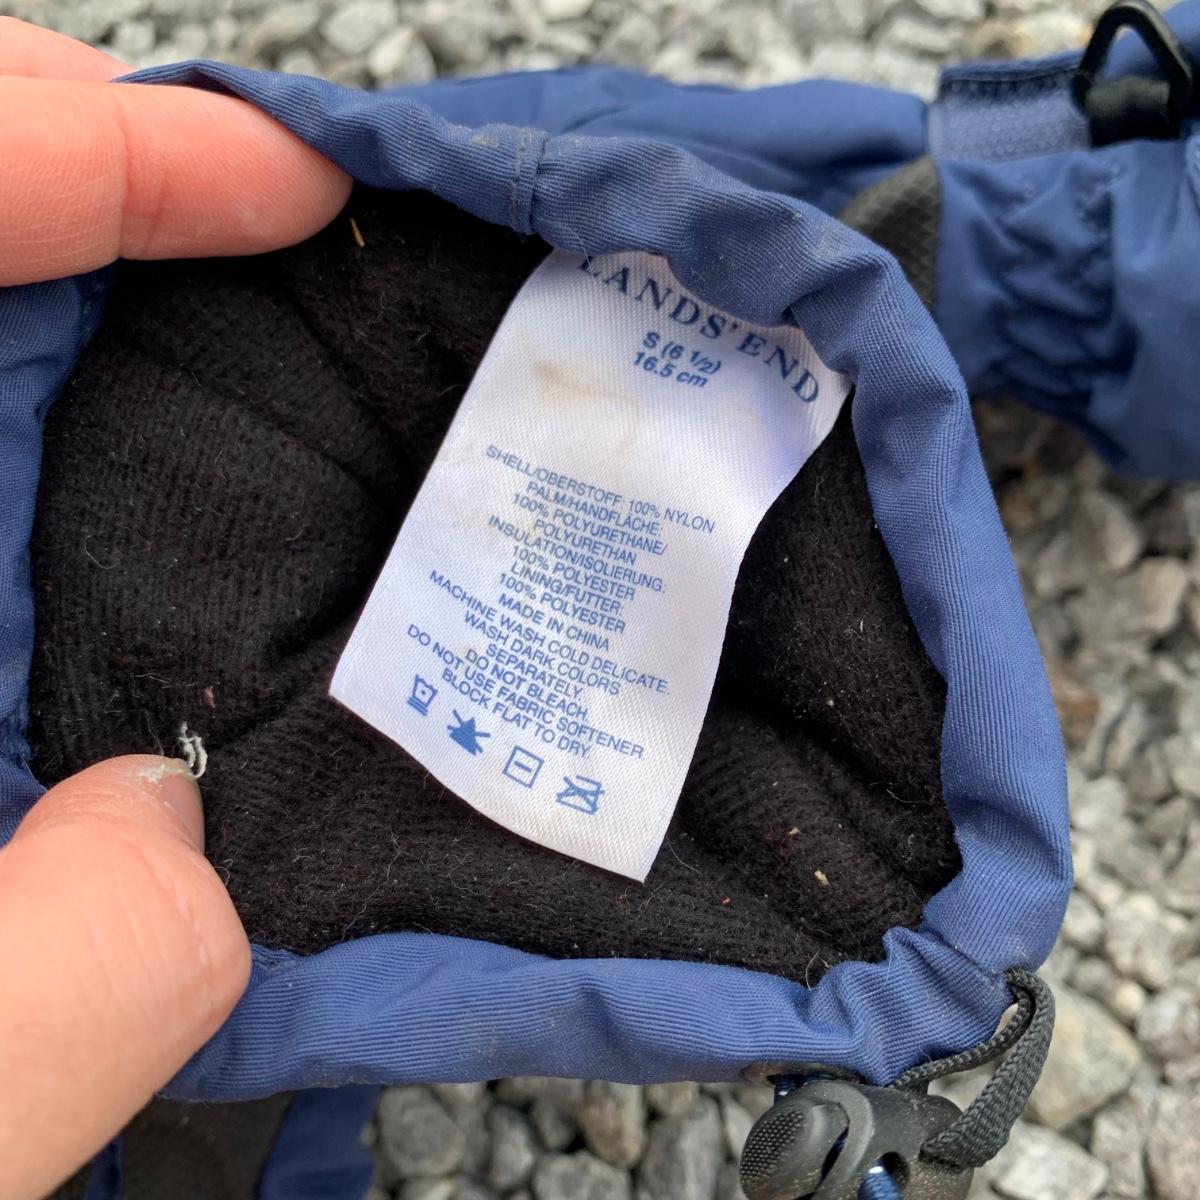 LANDS' END
S (6 1/2)
16.5 cm
SHELL/OBERSTOFF: 100% NYLON
PALM/HANDFLÄCHE:
100% POLYURETHANE/
POLYURETHAN
INSULATION/ISOLIERUNG:
100% POLYESTER
LINING/FUTTER:
100% POLYESTER
MADE IN CHINA
MACHINE WASH COLD DELICATE.
WASH DARK COLORS
SEPARATELY.
DO NOT BLEACH.
DO NOT USE FABRIC SOFTENER.
BLOCK FLAT TO DRY.